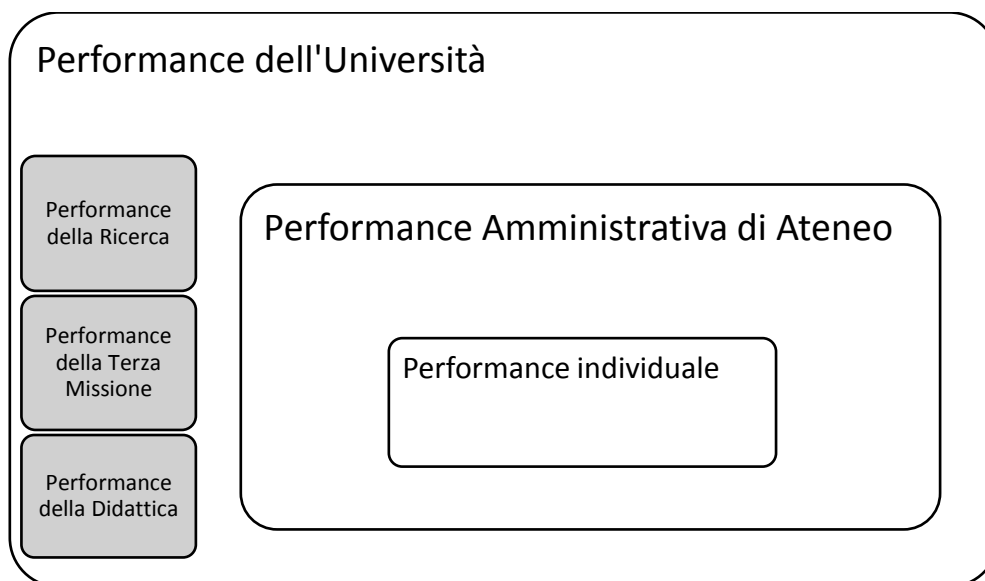 Performance dell'Università
Performance
della Ricerca
Performance
della Terza
Missione
Performance
della Didattica
Performance Amministrativa di Ateneo
Performance individuale